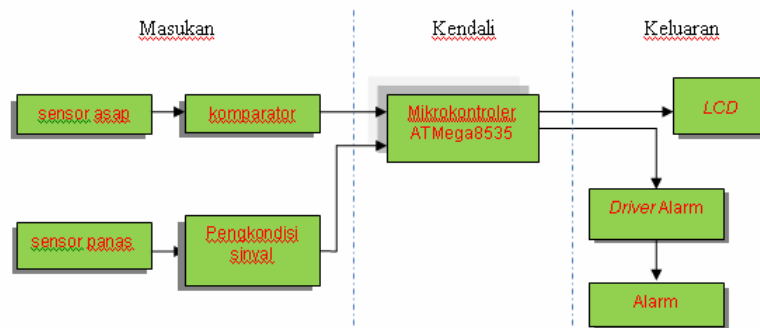 Masukan
Kendali
Keluaran
sensor asap
komparator
Mikrokontroler
ATMega8535
LCD
sensor panas
Pengkondisi
sinyal
Driver Alarm
Alarm